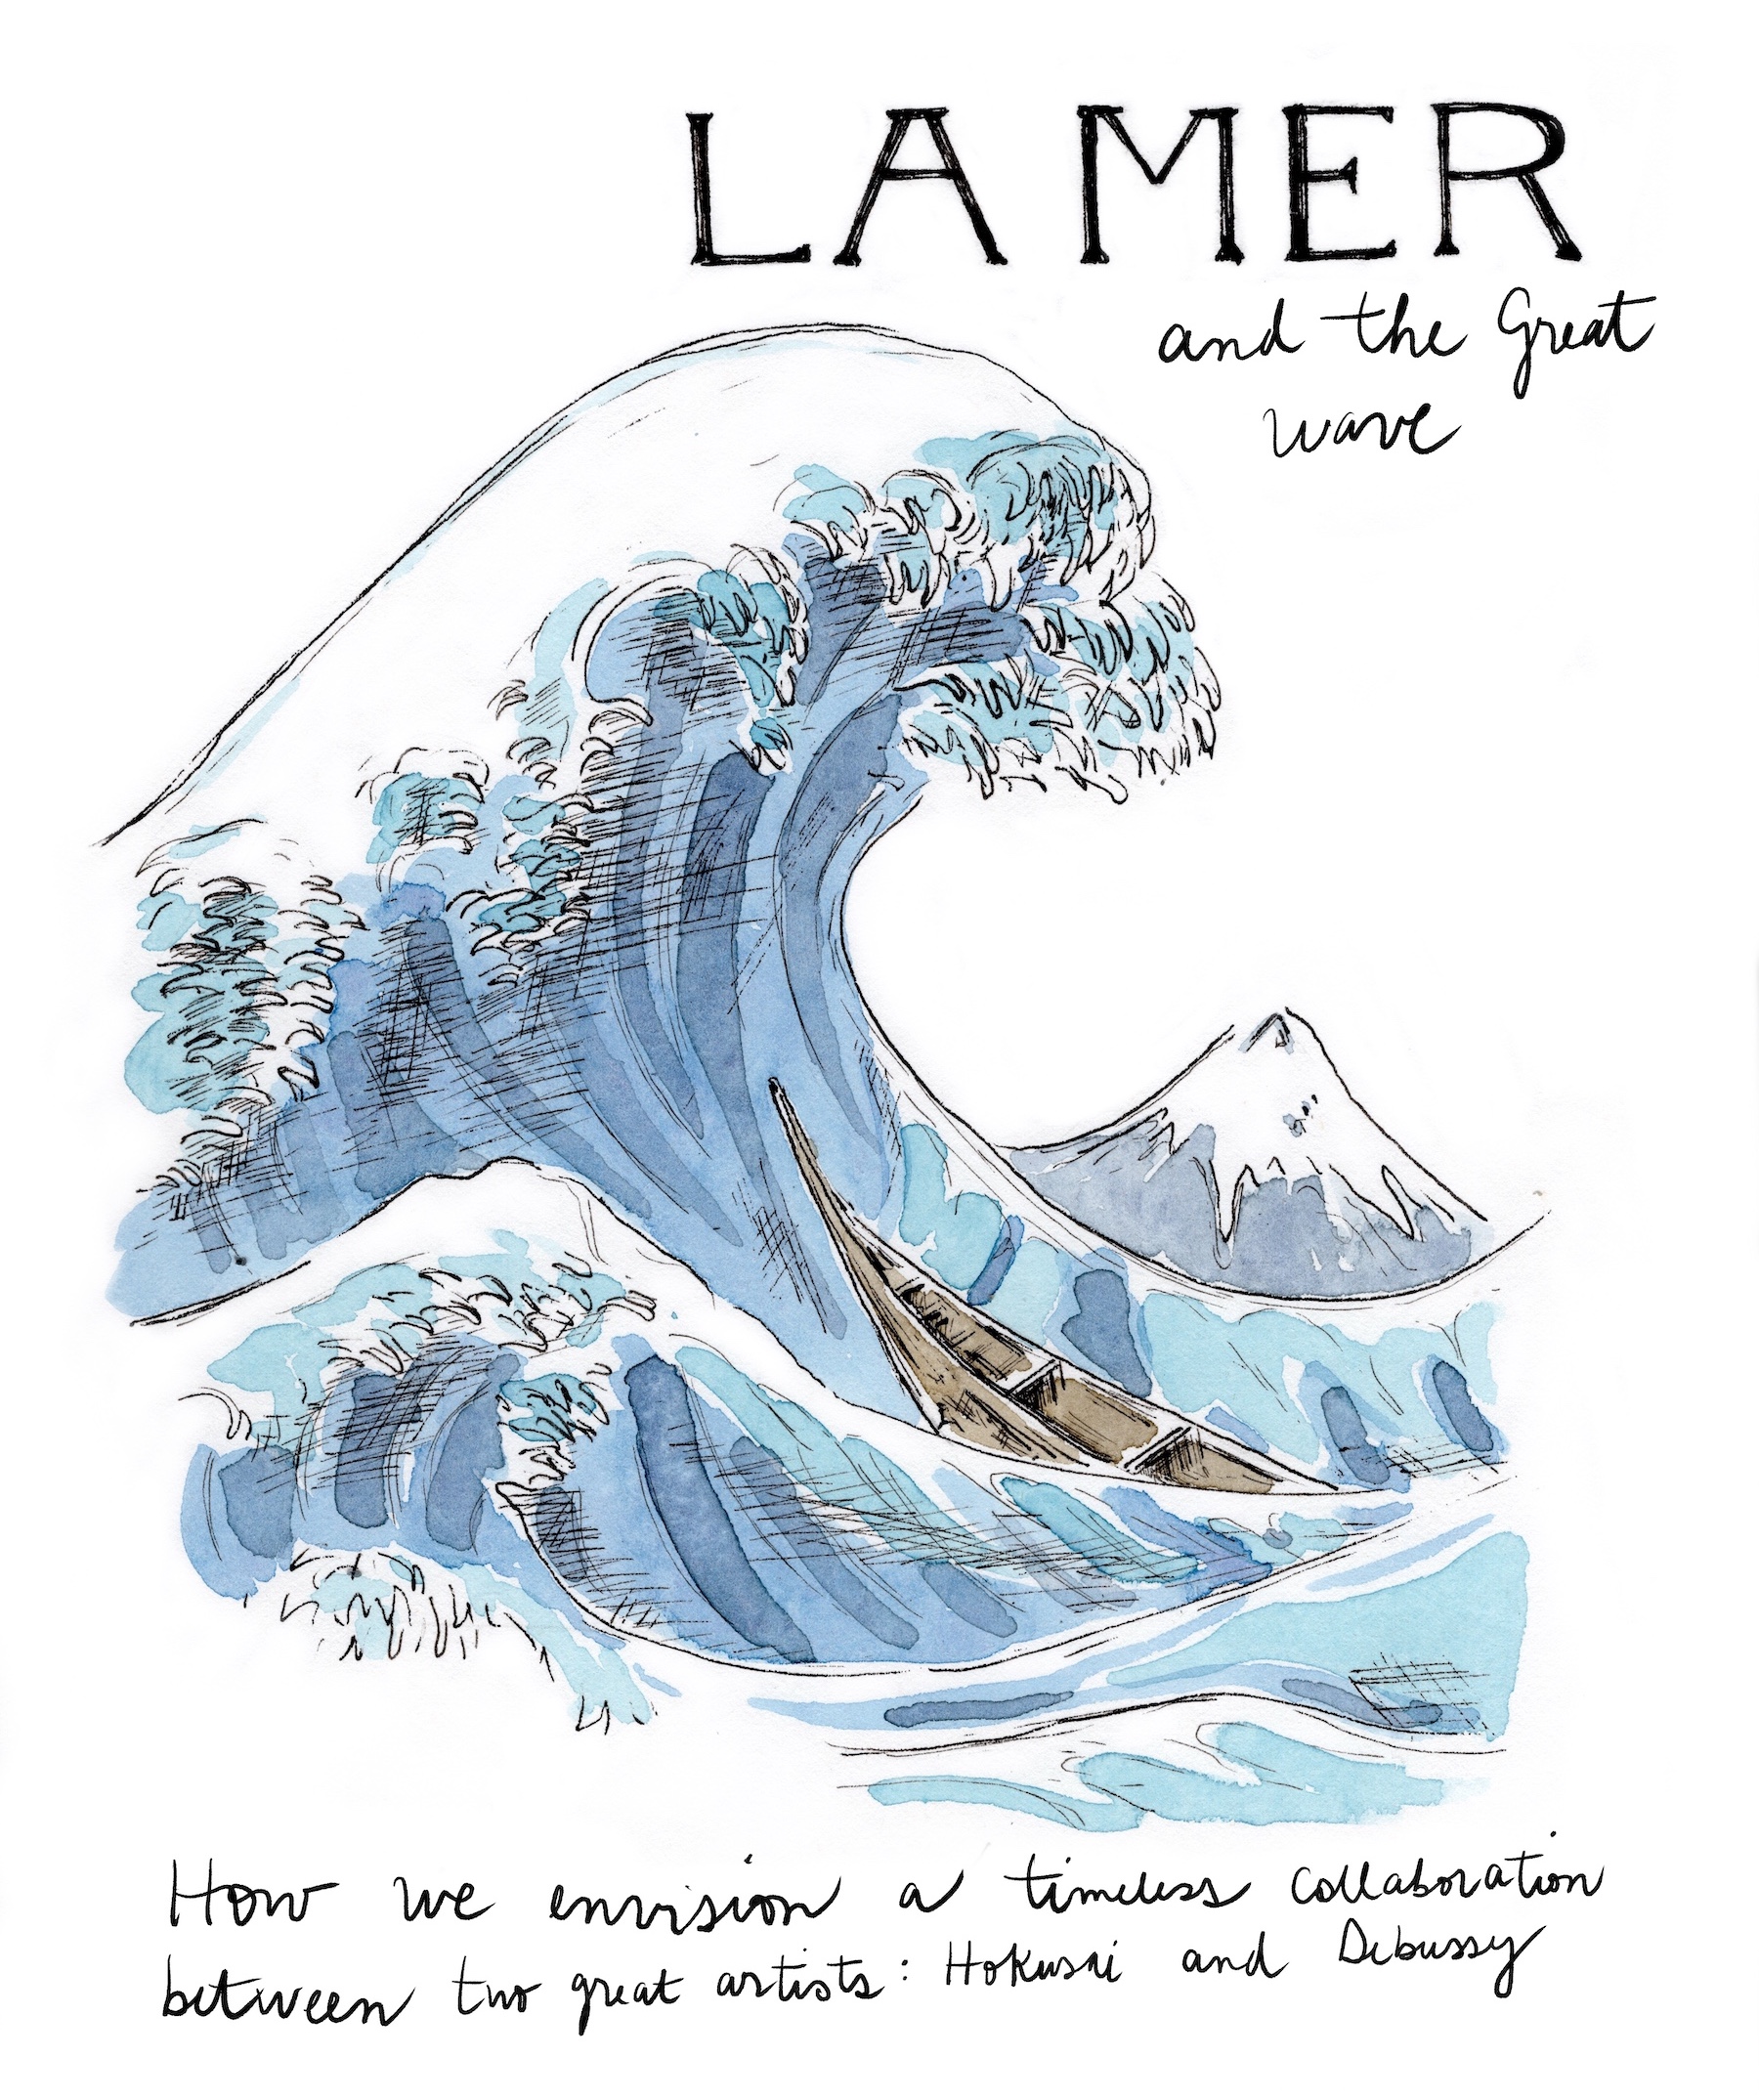 LA MER
and the Great
wave
How we envision a timeless collaboration
between two great artists: Hokusai and Debussy